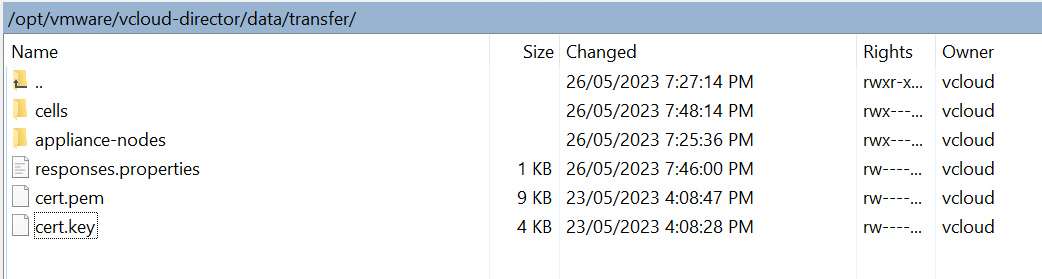 /opt/vmware/vcloud-director/data/transfer/
Name Size Changed Rights Owner
.. 26/05/2023 7:27:14 PM rwxr-x... vcloud
cells 26/05/2023 7:48:14 PM rwx---... vcloud
appliance-nodes 26/05/2023 7:25:36 PM rwx---... vcloud
responses.properties 1 KB 26/05/2023 7:46:00 PM rw----... vcloud
cert.pem 9 KB 23/05/2023 4:08:47 PM rw----... vcloud
cert.key 4 KB 23/05/2023 4:08:28 PM rw----... vcloud